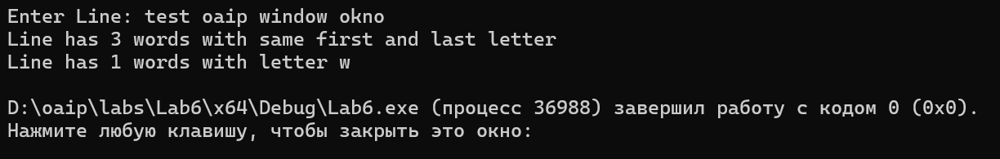 Enter Line: test oaip window okno
Line has 3 words with same first and last letter
Line has 1 words with letter w
D:\oaip\labs\Lab6\x64\Debug\Lab6.exe (процесс 36988) завершил работу с кодом 0 (0x0).
Нажмите любую клавишу, чтобы закрыть это окно: